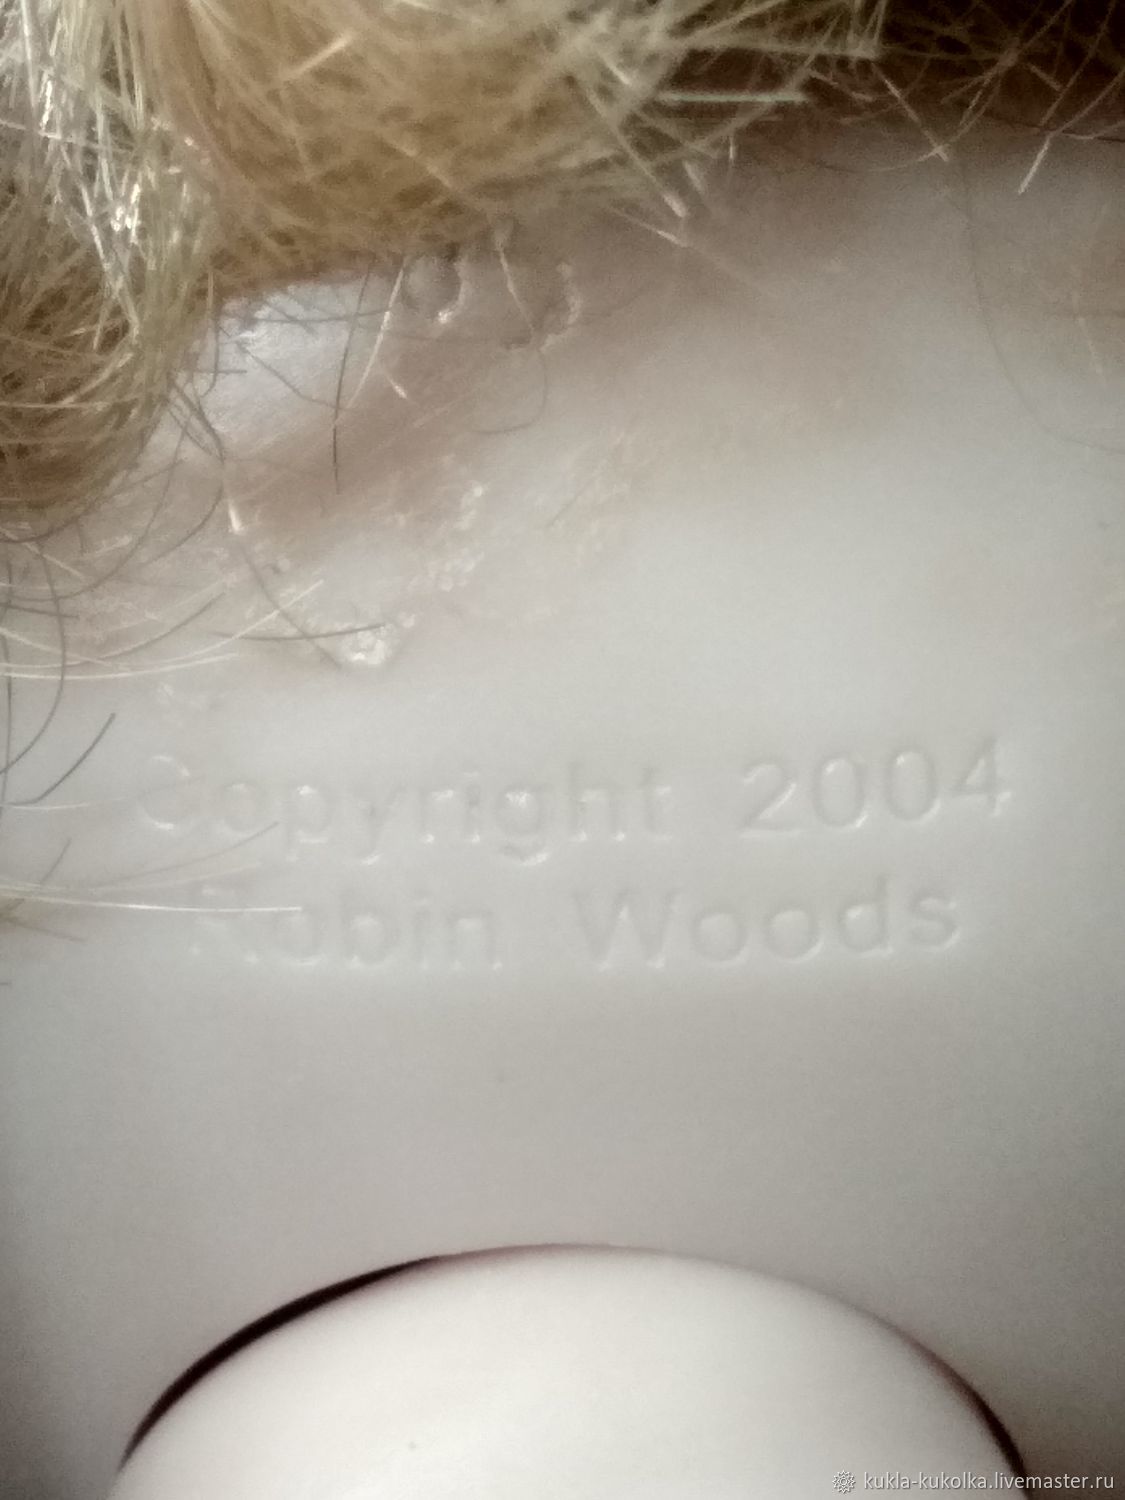 Copyright 2004
Robin Woods
kukla-kukolka.livemaster.ru